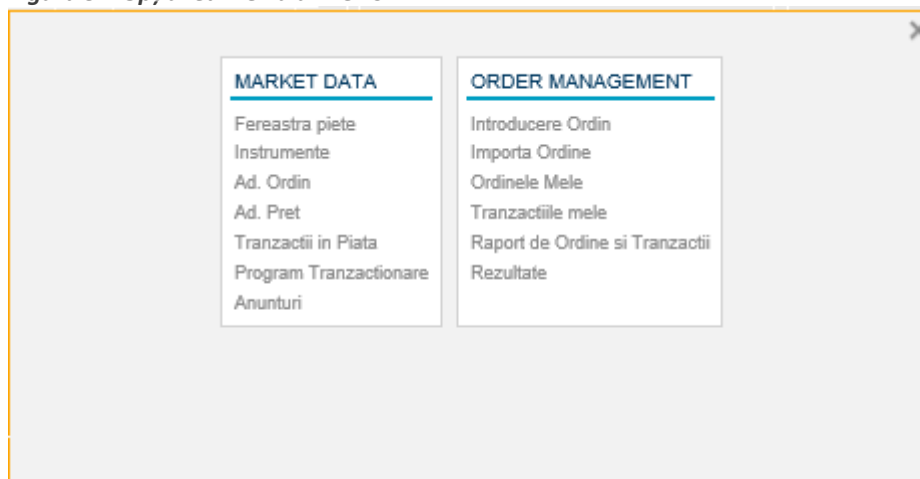 MARKET DATA
Fereastra piete
Instrumente
Ad. Ordin
Ad. Pret
Tranzactii in Piata
Program Tranzactionare
Anunturi
ORDER MANAGEMENT
Introducere Ordin
Importa Ordine
Ordinele Mele
Tranzactiile mele
Raport de Ordine si Tranzactii
Rezultate